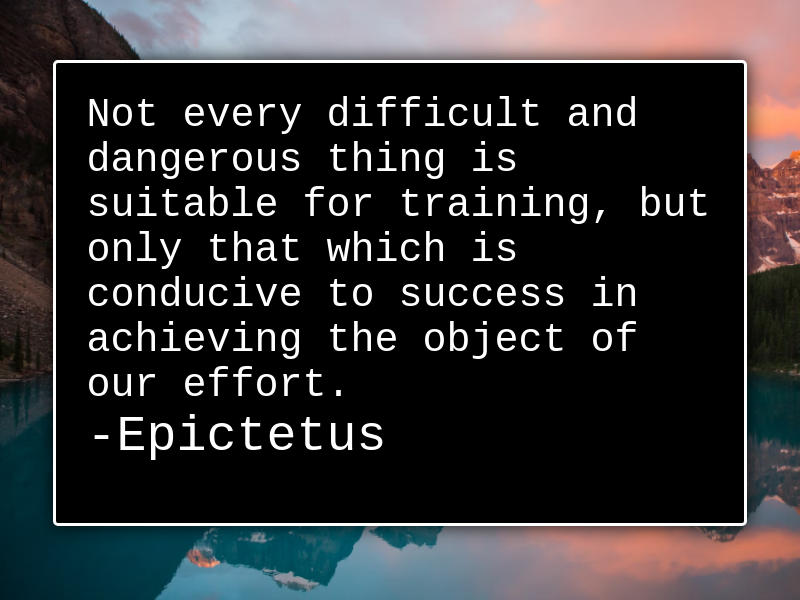 Not every difficult and
dangerous thing is
suitable for training, but
only that which is
conducive to success in
achieving the object of
our effort.
-Epictetus